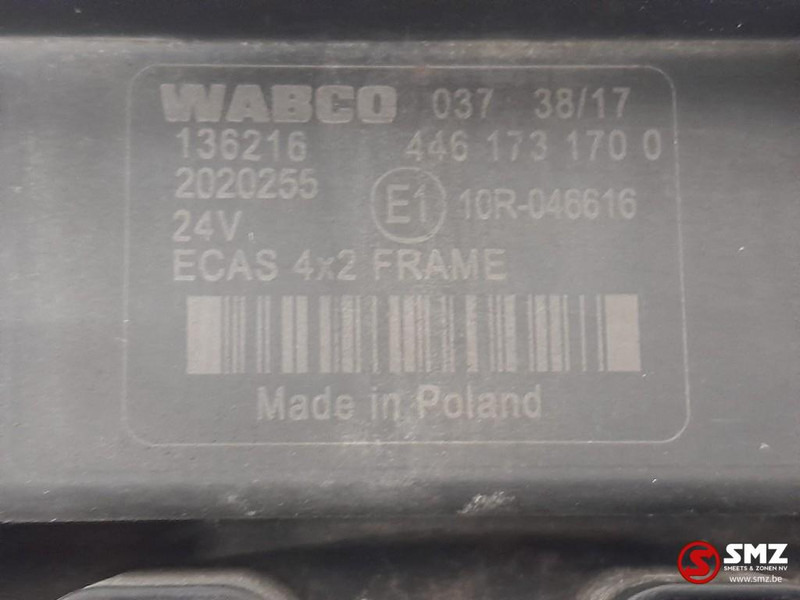 WABCO 037 38/17
136216 446 173 170 0
2020255
E1 10R-046616
24V
ECAS 4x2 FRAME
Made in Poland
SMZ
SMEETS & ZONEN NV
www.smz.be